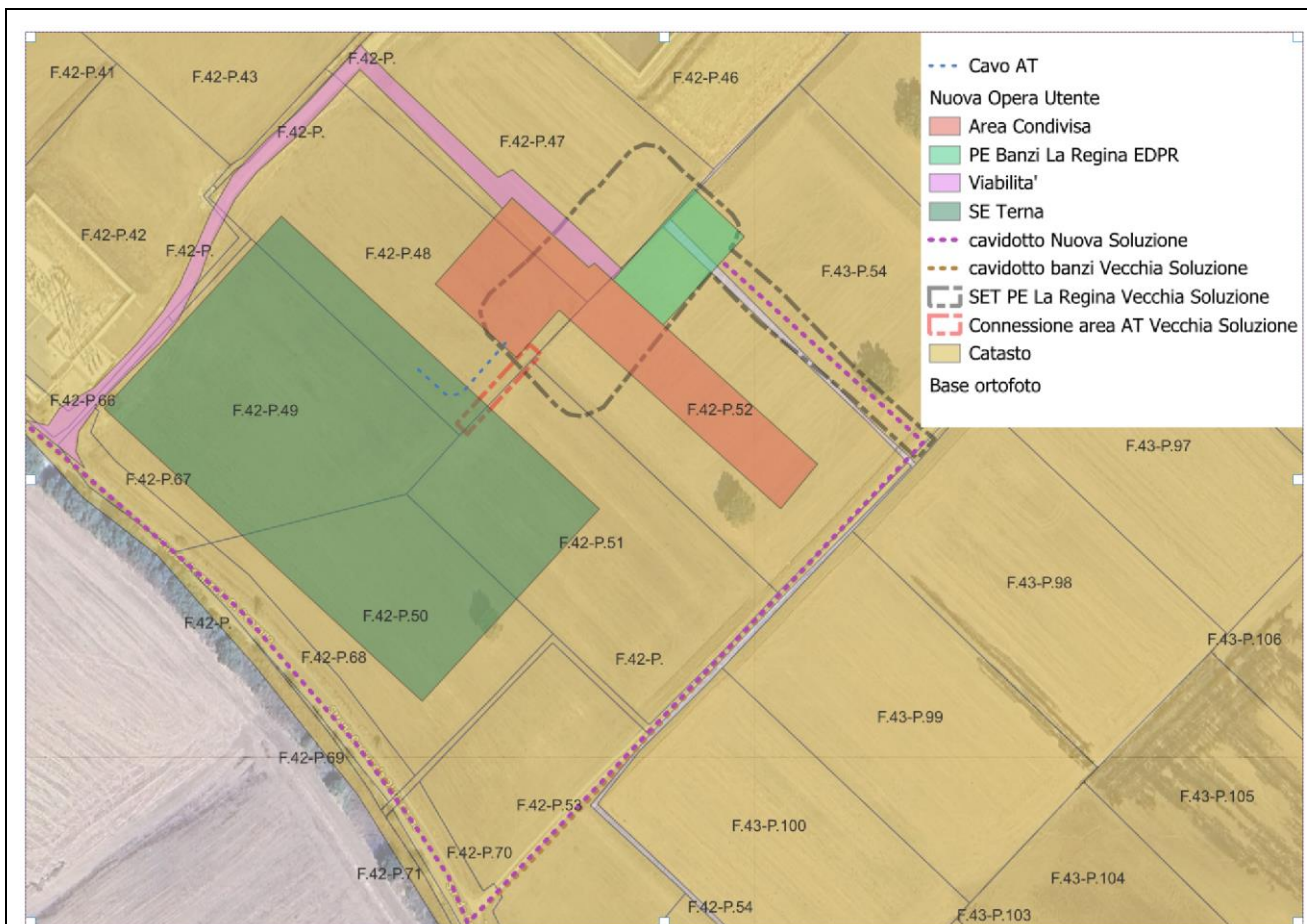 F.42-P.41
F.42-P.43
F.42-P.
F.42-P.46
F.42-P.
F.42-P.47
F.42-P.42
F.42-P.
F.42-P.48
F.43-P.54
F.42-P.66
F.42-P.49
F.42-P.52
F.42-P.67
F.43-P.97
F.42-P.51
F.42-P.50
F.43-P.98
F.42-P.
F.42-P.68
F.42-P.
F.43-P.106
F.43-P.99
F.42-P.69
F.42-P.53
F.43-P.105
F.43-P.100
F.42-P.70
F.42-P.71
F.43-P.104
F.42-P.54
F.43-P.103
Cavo AT
Nuova Opera Utente
Area Condivisa
PE Banzi La Regina EDPR
Viabilita'
SE Terna
cavidotto Nuova Soluzione
cavidotto banzi Vecchia Soluzione
SET PE La Regina Vecchia Soluzione
Connessione area AT Vecchia Soluzione
Catasto
Base ortofoto